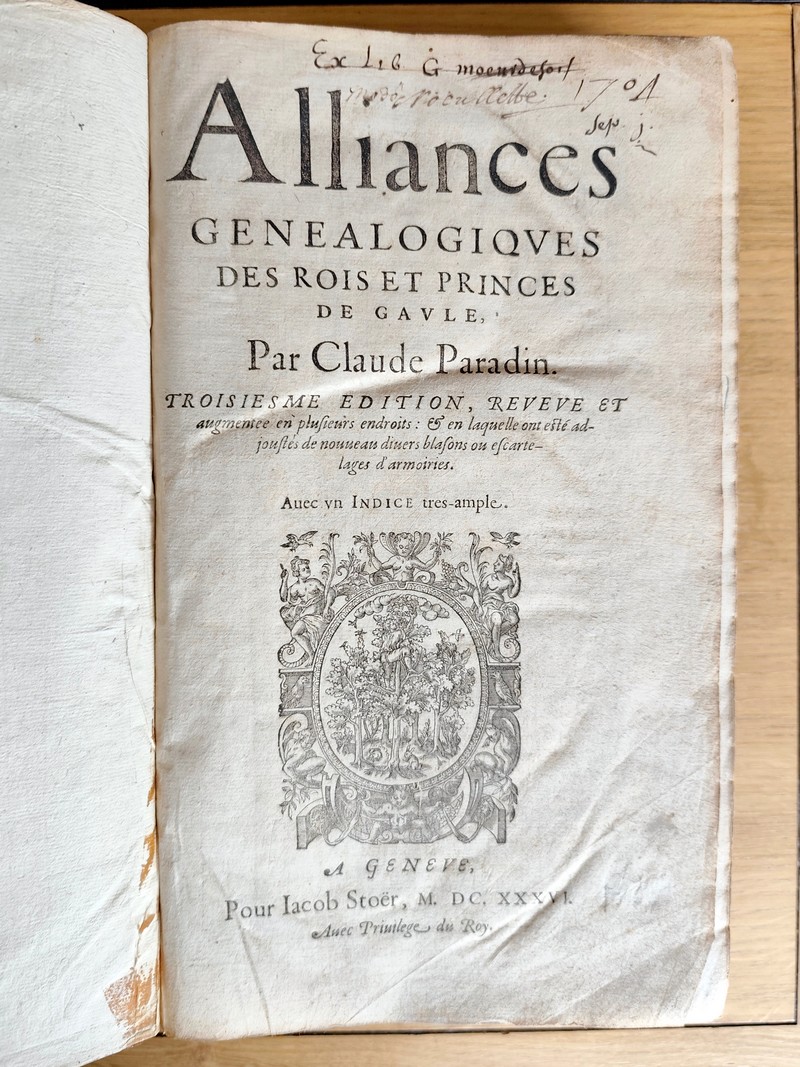 Ex Lib G
1704
Sep. j.
Alliances
GENEALOGIQVES
DES ROIS ET PRINCES
DE GAVLE,
Par Claude Paradin.
TROISIESME EDITION, REVEVE ET
augmentee en plusieurs endroits : & en laquelle ont esté ad-
joustés de nouueau diuers blasons ou escarte-
lages d'armoiries.
Auec vn INDICE tres-ample.
A GENEVE,
Pour Iacob Stoër, M. DC. XXXVI.
Auec Priuilege du Roy.